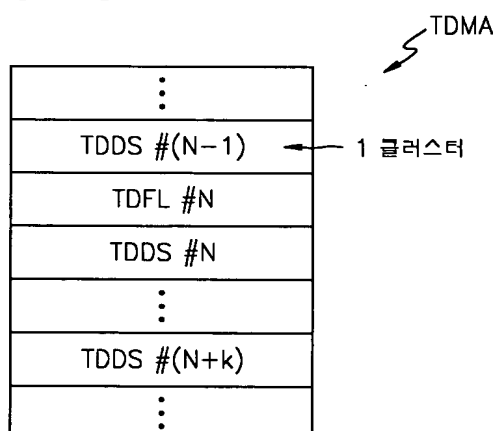 TDMA
⋮
TDDS #(N-1) 1 클러스터
TDFL #N
TDDS #N
⋮
TDDS #(N+k)
⋮